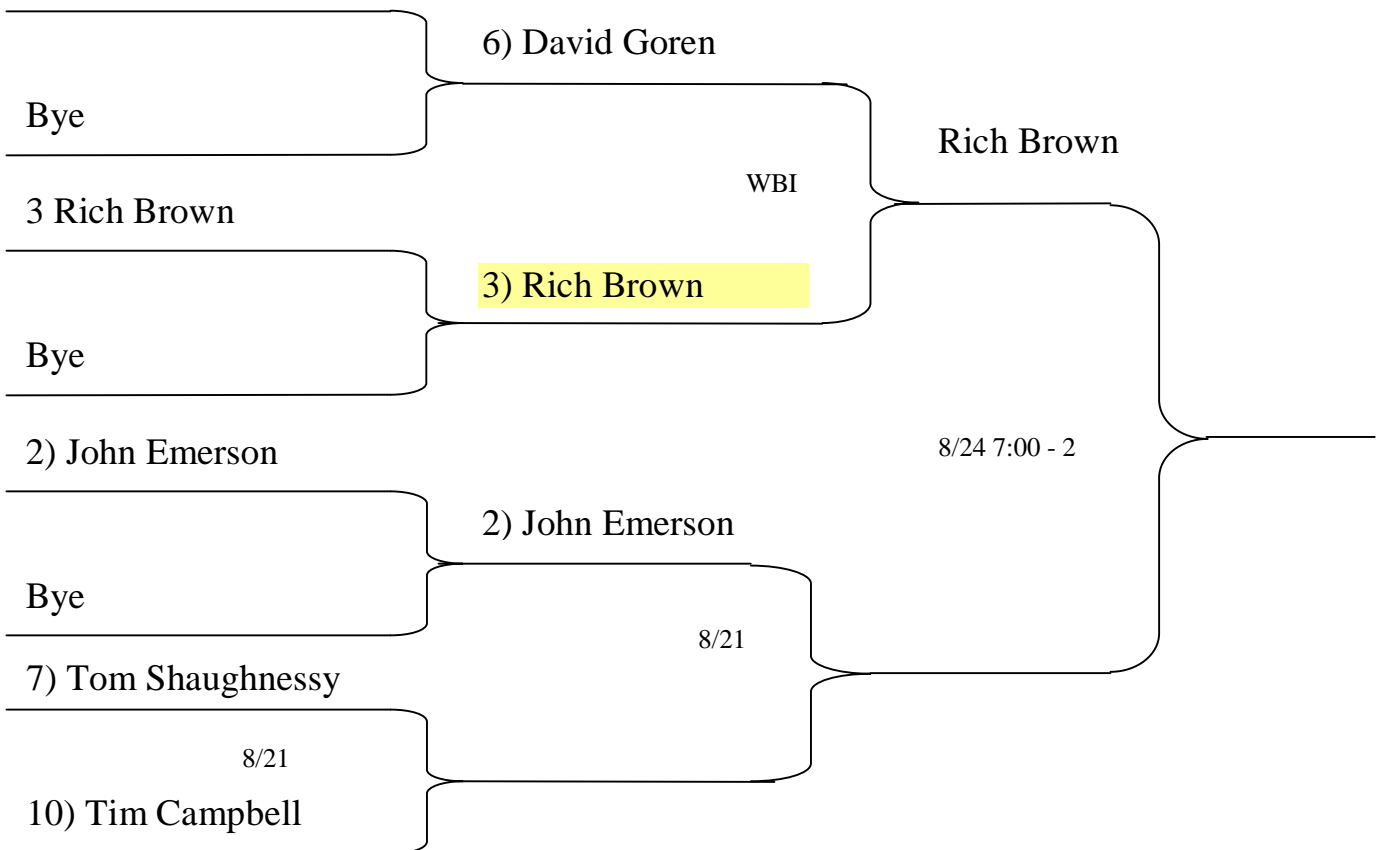 6) David Goren
Bye
Rich Brown
WBI
3 Rich Brown
3) Rich Brown
Bye
2) John Emerson
8/24 7:00 - 2
2) John Emerson
Bye
8/21
7) Tom Shaughnessy
8/21
10) Tim Campbell